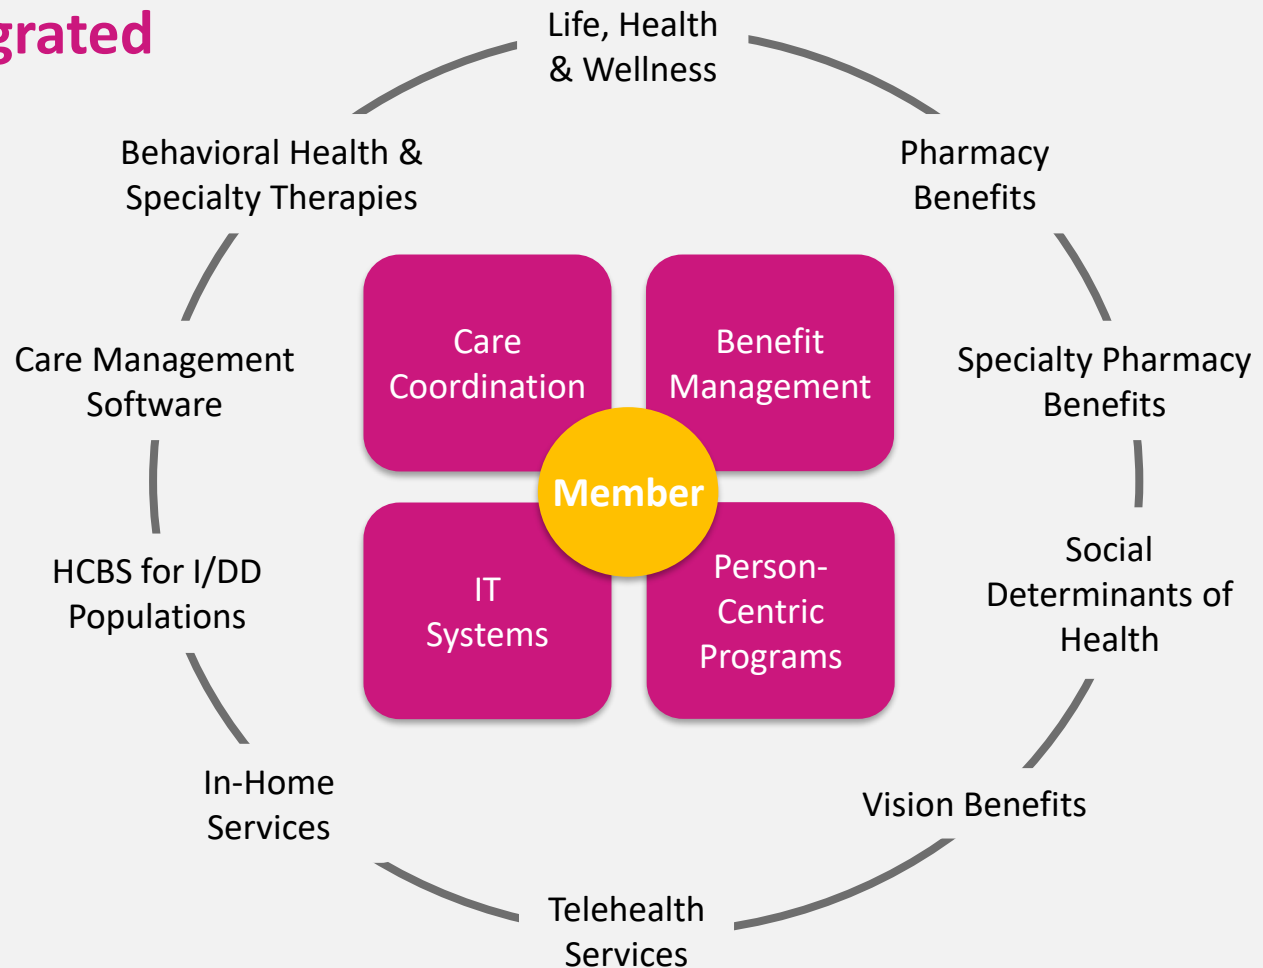 Life, Health
& Wellness
Pharmacy
Benefits
Specialty Pharmacy
Benefits
Social
Determinants of
Health
Vision Benefits
Telehealth
Services
In-Home
Services
HCBS for I/DD
Populations
Care Management
Software
Behavioral Health &
Specialty Therapies
Care
Coordination
Benefit
Management
Member
IT
Systems
Person-
Centric
Programs